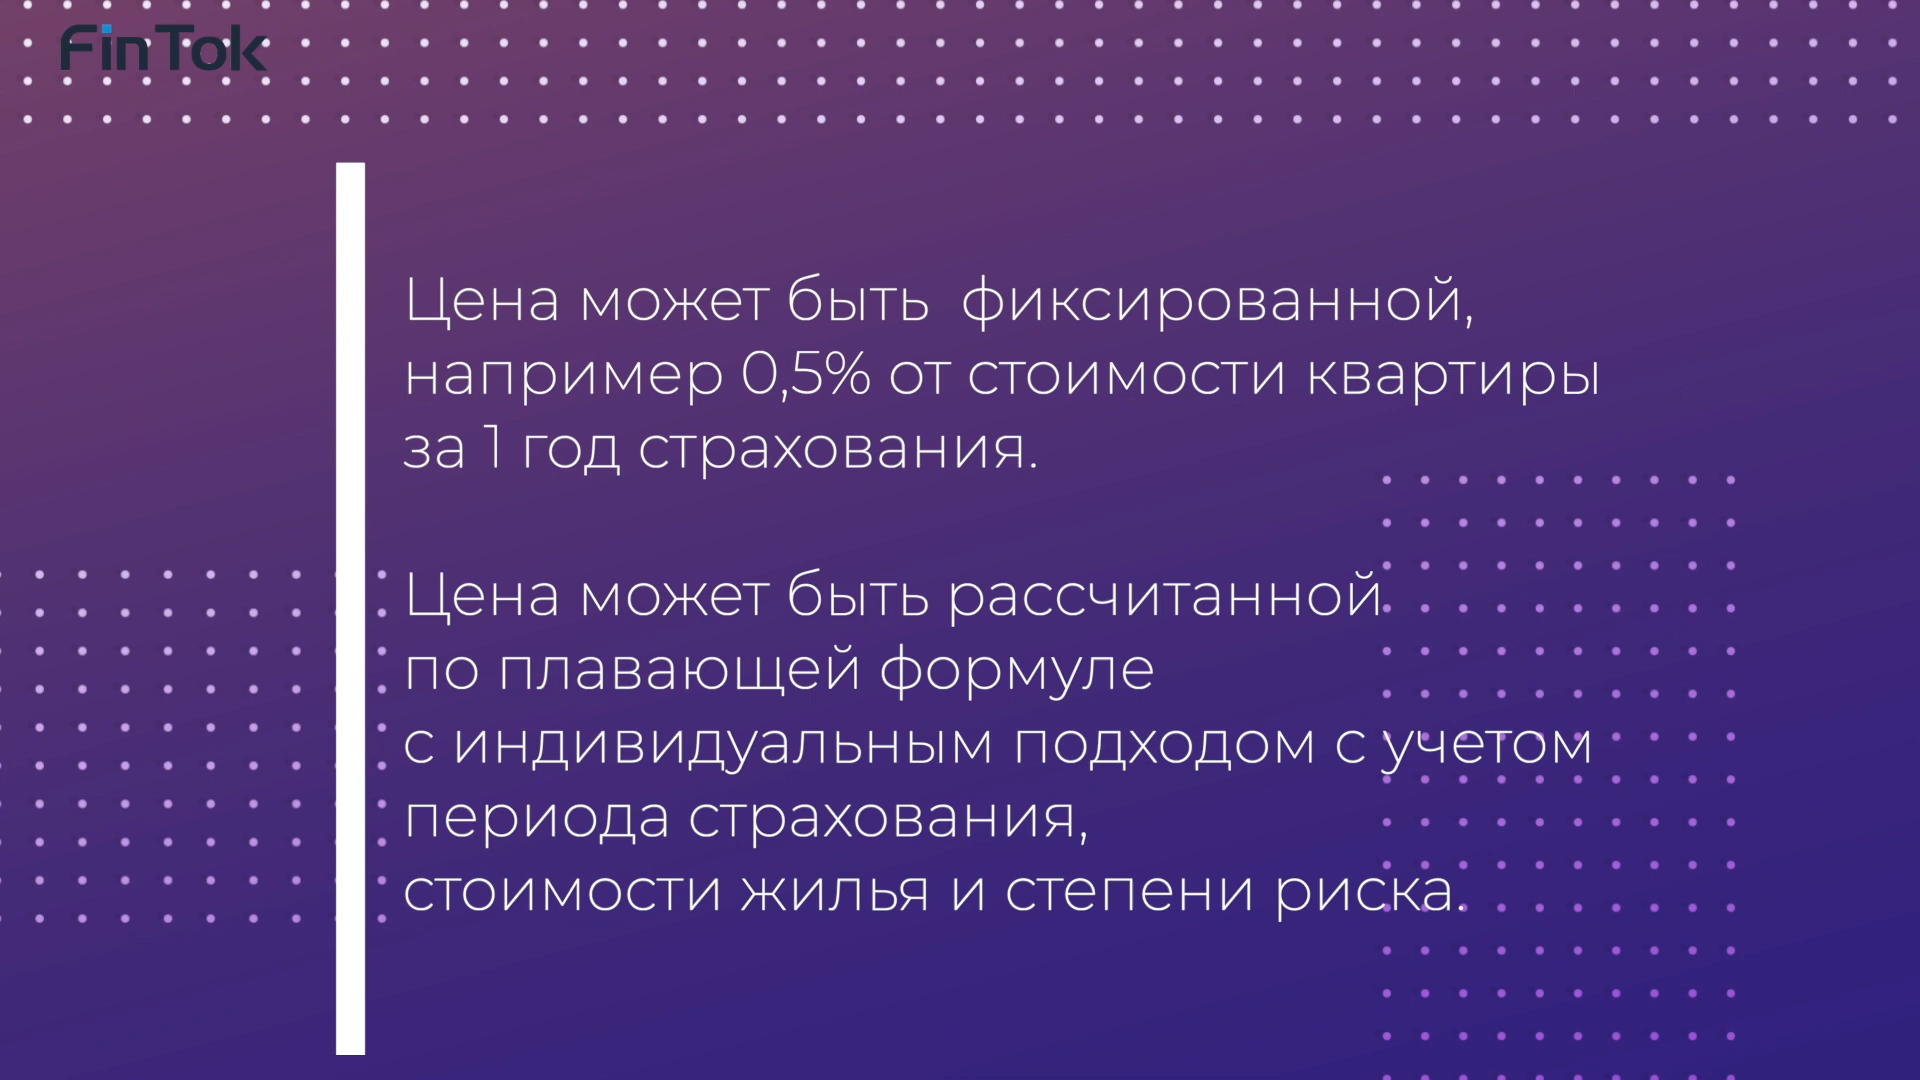 FinTok
Цена может быть  фиксированной,
например 0,5% от стоимости квартиры
за 1 год страхования.
Цена может быть рассчитанной
по плавающей формуле
с индивидуальным подходом с учетом
периода страхования,
стоимости жилья и степени риска.